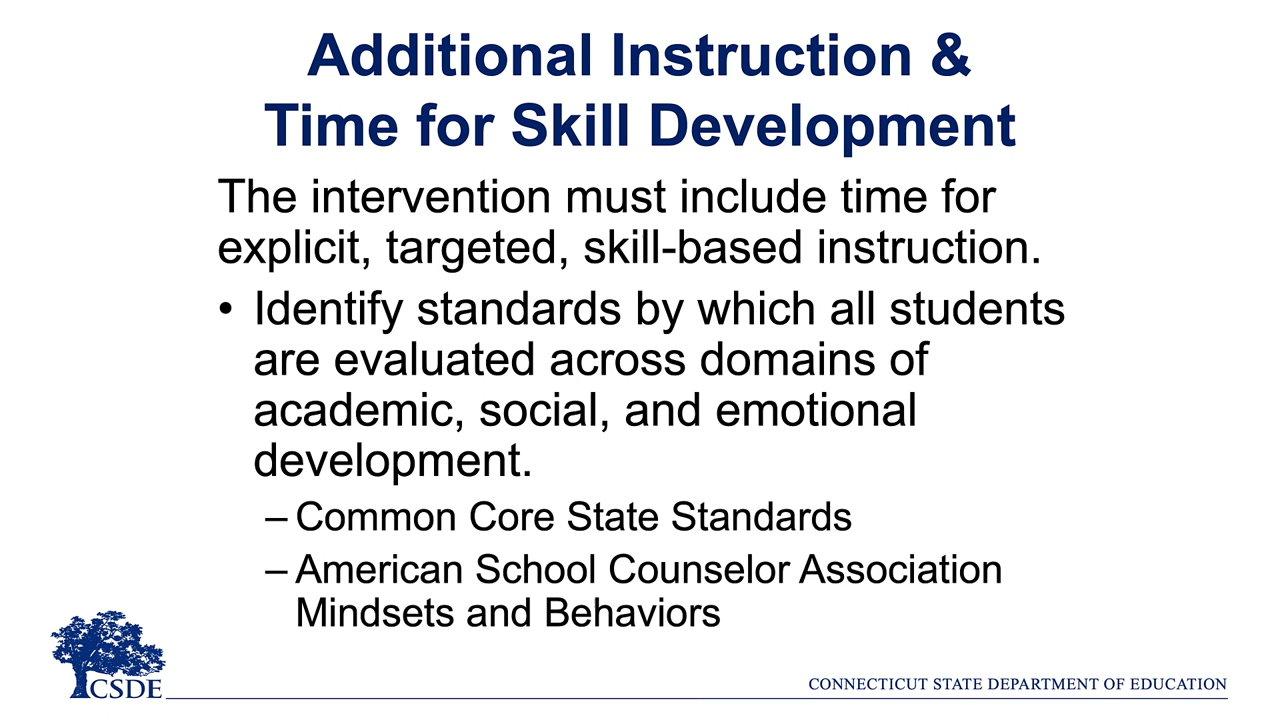 Additional Instruction &
Time for Skill Development
The intervention must include time for
explicit, targeted, skill-based instruction.
• Identify standards by which all students
are evaluated across domains of
academic, social, and emotional
development.
– Common Core State Standards
– American School Counselor Association
Mindsets and Behaviors
CSDE
CONNECTICUT STATE DEPARTMENT OF EDUCATION